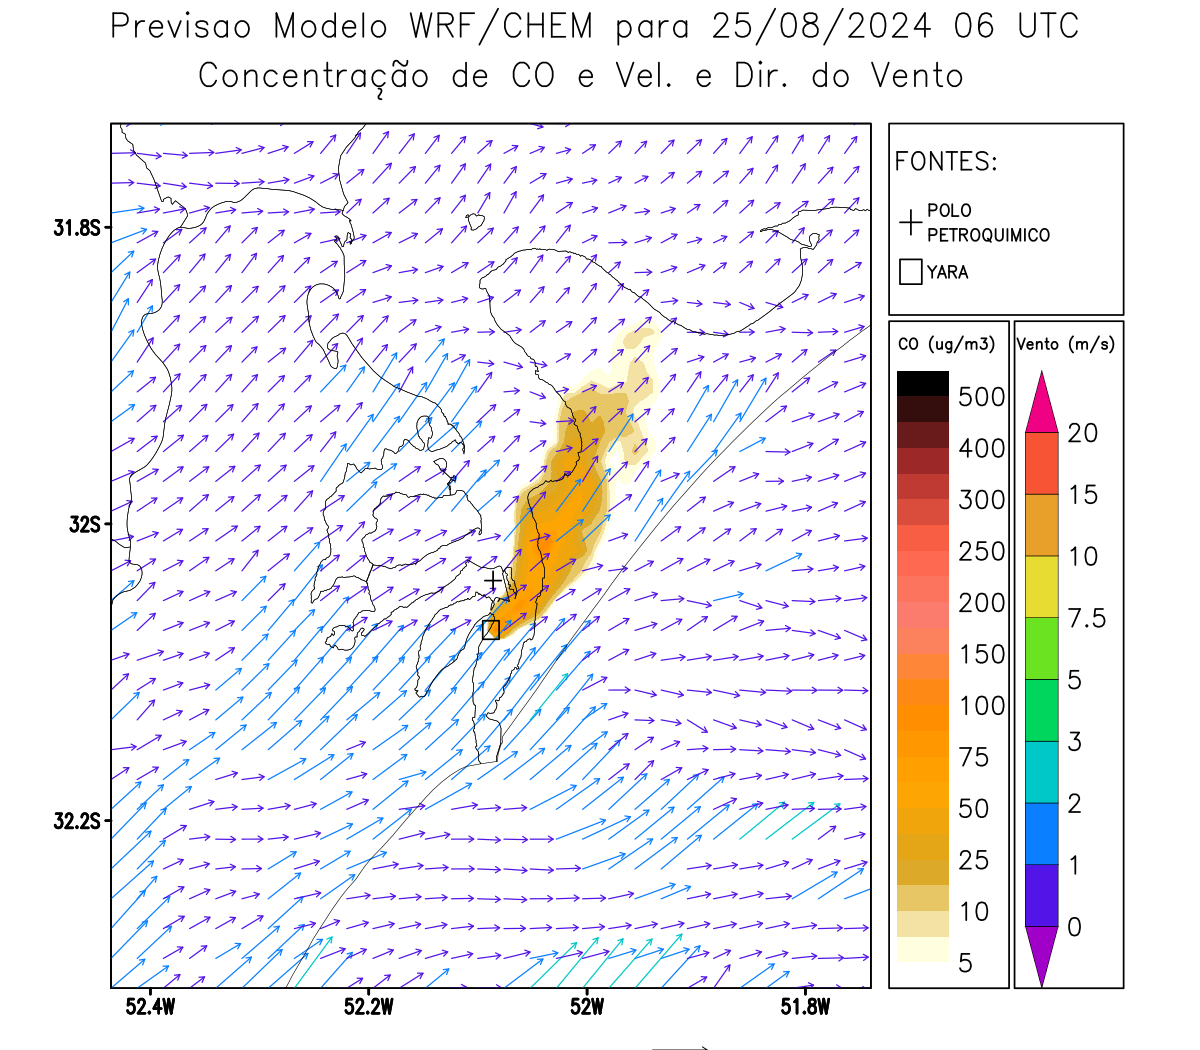 Previsao Modelo WRF/CHEM para 25/08/2024 06 UTC
Concentração de CO e Vel. e Dir. do Vento
FONTES:
POLO
PETROQUIMICO
YARA
CO (ug/m3)
500
400
300
250
200
150
100
75
50
25
10
5
Vento (m/s)
20
15
10
7.5
5
3
2
1
0
31.8S
32S
32.2S
52.4W
52.2W
52W
51.8W